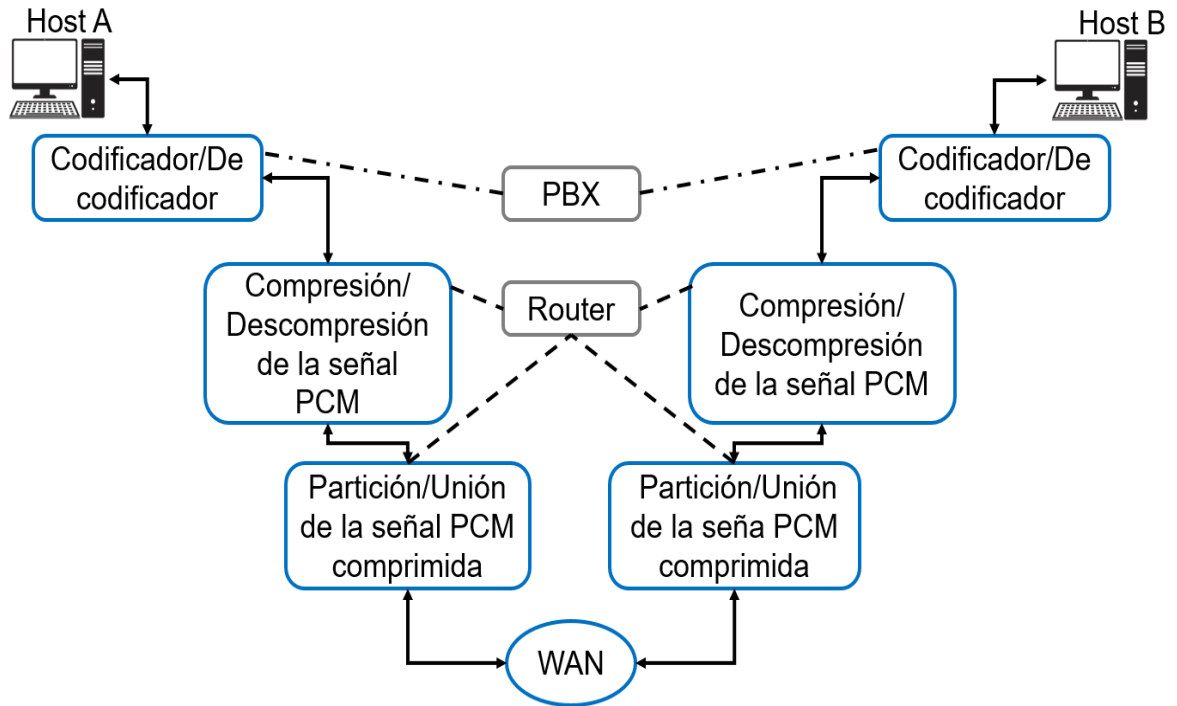 Host A
Host B
Codificador/De
codificador
PBX
Codificador/De
codificador
Compresión/
Descompresión
de la señal
PCM
Router
Compresión/
Descompresión
de la señal PCM
Partición/Unión
de la señal PCM
comprimida
Partición/Unión
de la seña PCM
comprimida
WAN